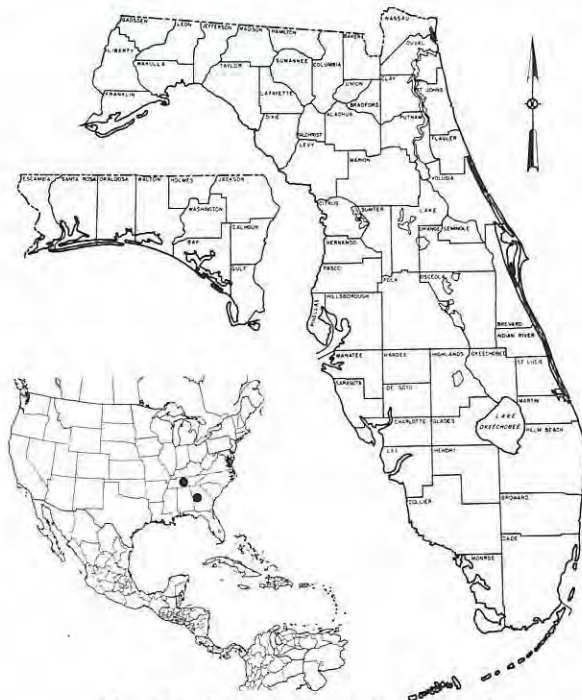 GADSDEN LEON JEFFERSON MADISON HAMILTON BAKER NASSAU
DUVAL
LIBERTY WAKULLA TAYLOR SUWANNEE COLUMBIA
UNION CLAY ST JOHNS
FRANKLIN LAFAYETTE BRADFORD
DIXIE GILCHRIST ALACHUA PUTNAM
LEVY FLAGLER
MARION VOLUSIA
ESCAMBIA SANTA ROSA OKALOOSA WALTON HOLMES JACKSON
WASHINGTON
CALHOUN
BAY
GULF
CITRUS SUMTER LAKE
ORANGE SEMINOLE
HERNANDO
PASCO POLK OSCEOLA
PINELLAS HILLSBOROUGH
BREVARD
INDIAN RIVER
MANATEE HARDEE HIGHLANDS OKEECHOBEE
ST LUCIE
SARASOTA DE SOTO
MARTIN
CHARLOTTE GLADES LAKE
OKEECHOBEE PALM BEACH
LEE HENDRY
COLLIER BROWARD
DADE
MONROE